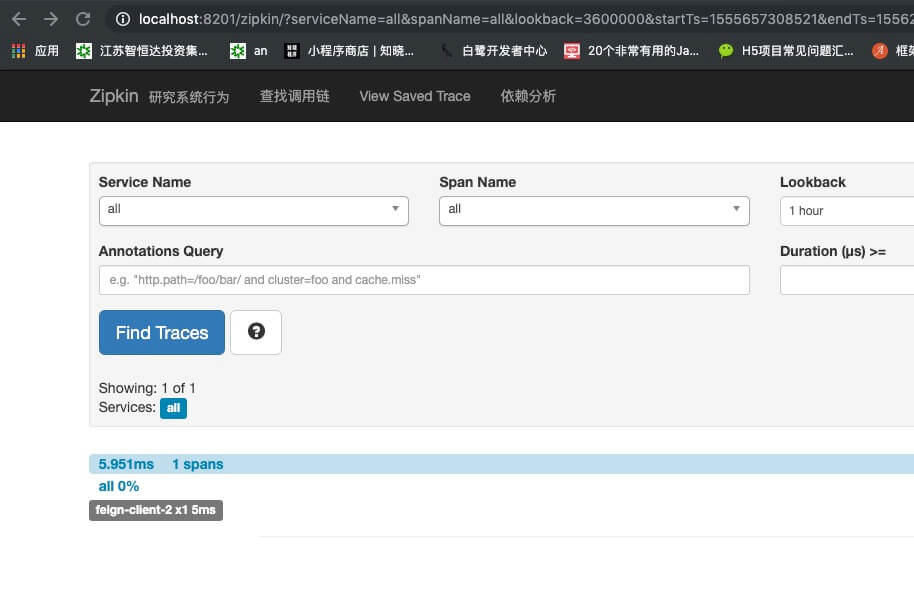 localhost:8201/zipkin/?serviceName=all&spanName=all&lookback=3600000&startTs=1555657308521&endTs=15562
应用 江苏智恒达投资集... an 小程序商店 | 知晓... 白鹭开发者中心 20个非常有用的Ja... H5项目常见问题汇... 框架
Zipkin 研究系统行为 查找调用链 View Saved Trace 依赖分析
Service Name Span Name Lookback
all all 1 hour
Annotations Query Duration (μs) >=
e.g. "http.path=/foo/bar/ and cluster=foo and cache.miss"
Find Traces ?
Showing: 1 of 1
Services: all
5.951ms 1 spans
all 0%
feign-client-2 x1 5ms